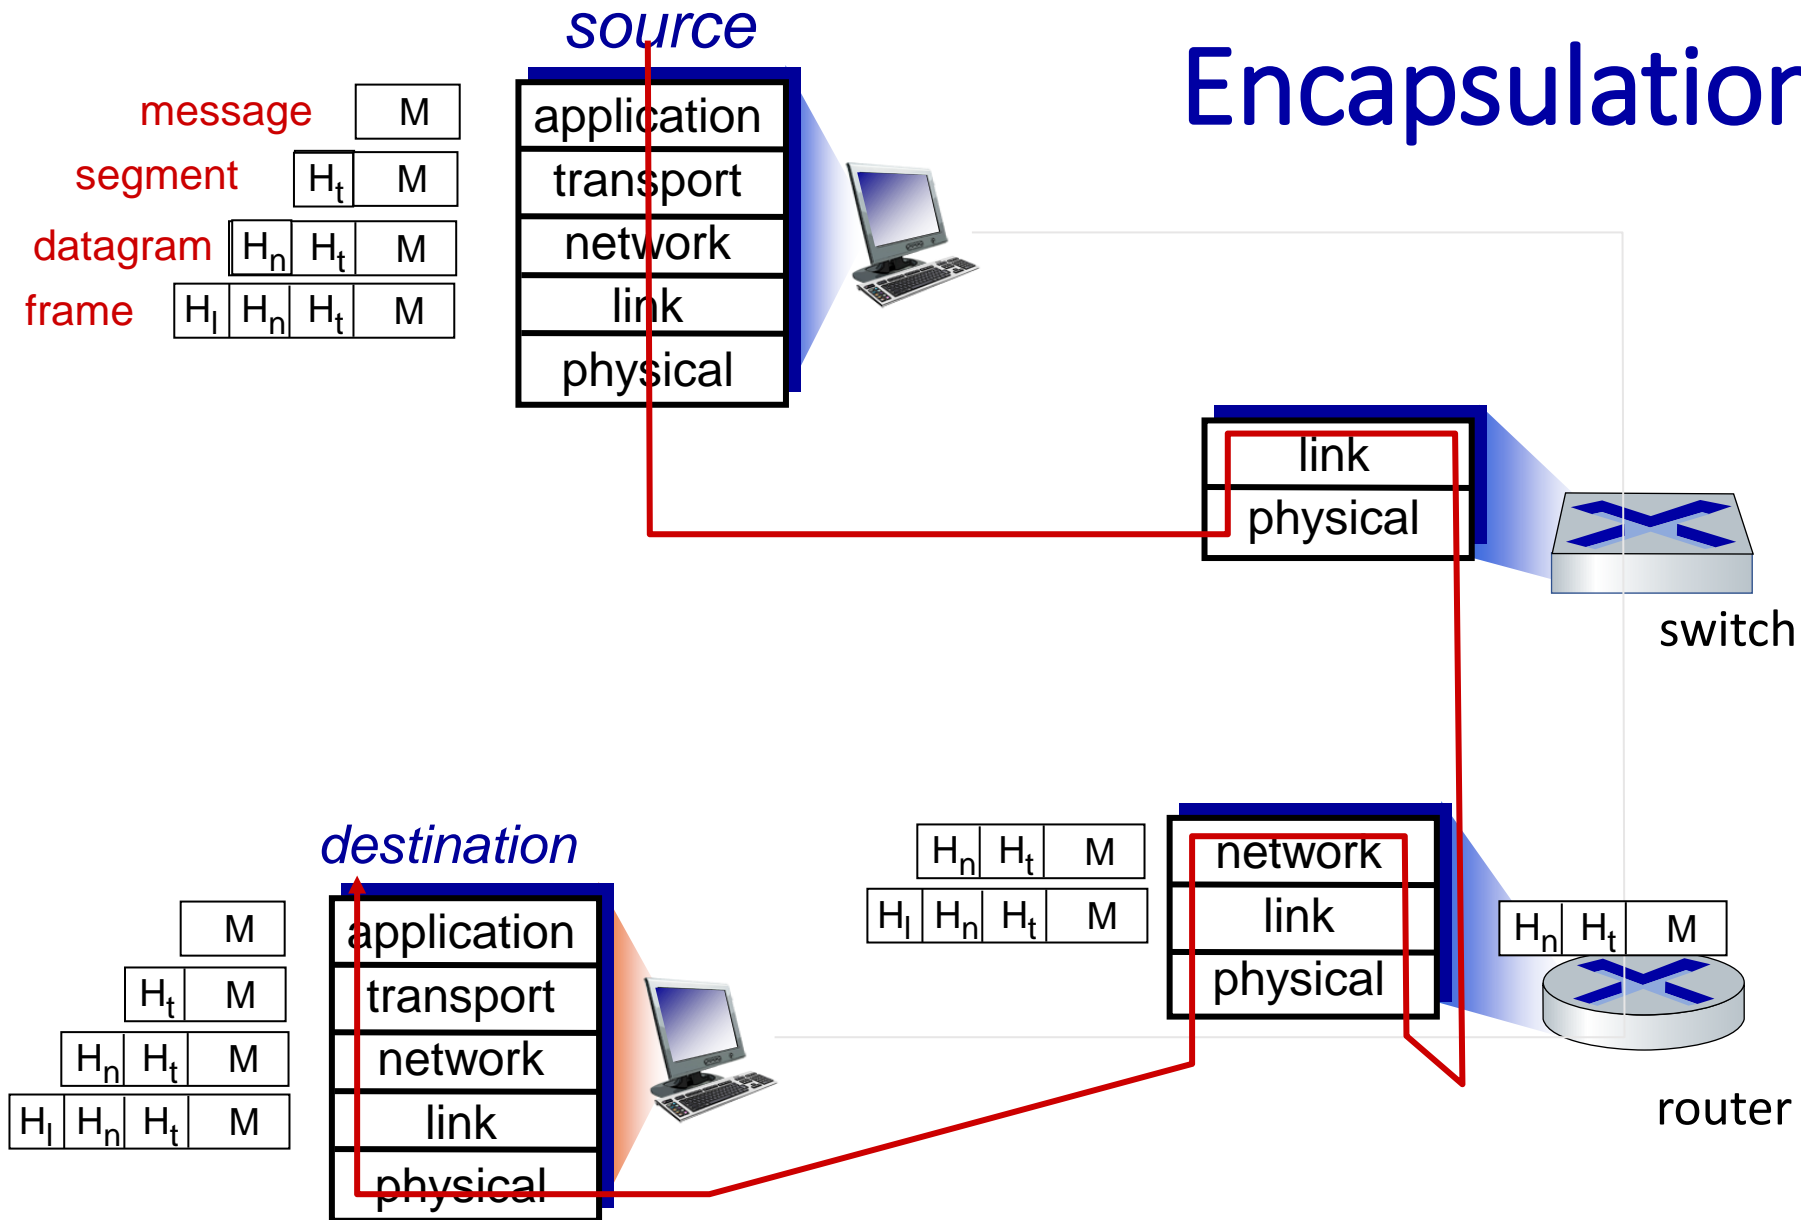 source
Encapsulation
message M
segment Ht M
datagram Hn Ht M
frame Hl Hn Ht M
application
transport
network
link
physical
link
physical
switch
destination
M
Ht M
Hn Ht M
Hl Hn Ht M
application
transport
network
link
physical
Hn Ht M
Hl Hn Ht M
network
link
physical
Hn Ht M
router